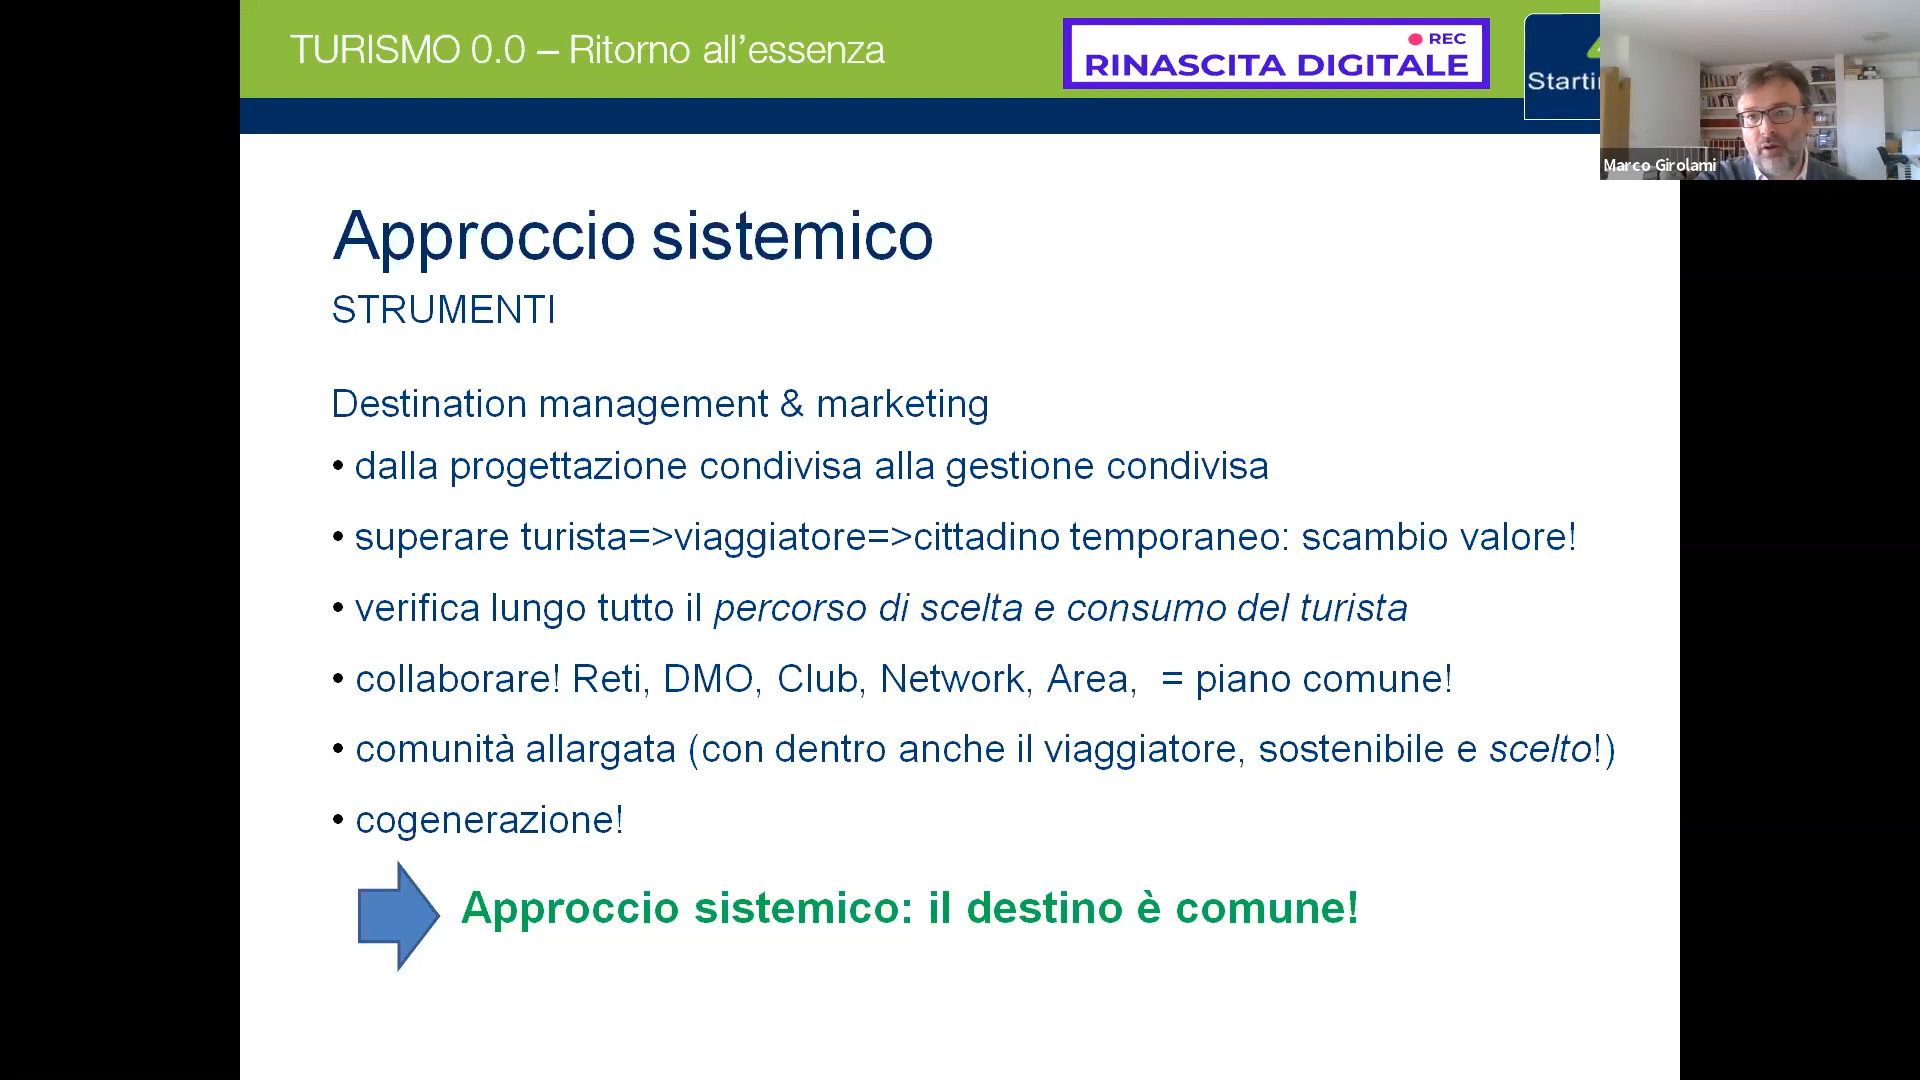 TURISMO 0.0 – Ritorno all'essenza
REC
RINASCITA DIGITALE
Marco Girolami
Approccio sistemico
STRUMENTI
Destination management & marketing
• dalla progettazione condivisa alla gestione condivisa
• superare turista=>viaggiatore=>cittadino temporaneo: scambio valore!
• verifica lungo tutto il percorso di scelta e consumo del turista
• collaborare! Reti, DMO, Club, Network, Area,  = piano comune!
• comunità allargata (con dentro anche il viaggiatore, sostenibile e scelto!)
• cogenerazione!
Approccio sistemico: il destino è comune!